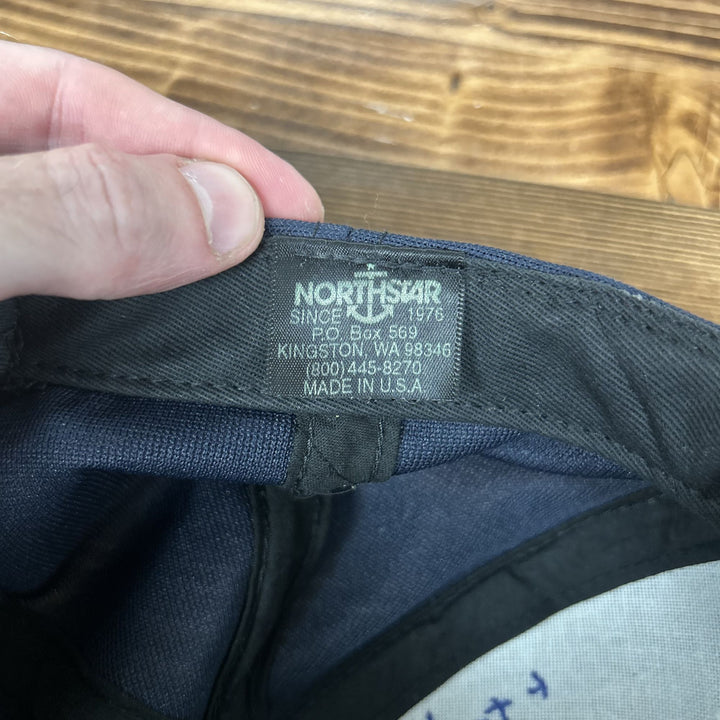 NORTHSTAR
SINCE 1976
P.O. Box 569
KINGSTON, WA 98346
(800)445-8270
MADE IN U.S.A.